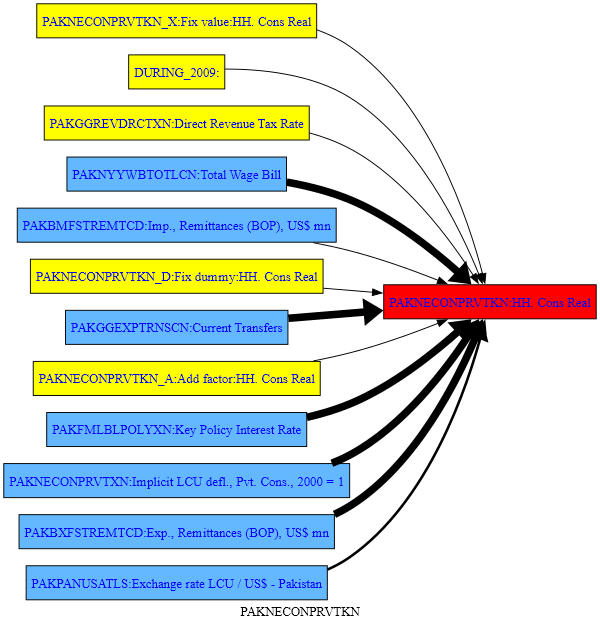 PAKNECONPRVTKN_X:Fix value:HH. Cons Real
DURING_2009:
PAKGGREVDRCTXN:Direct Revenue Tax Rate
PAKNYYWBTOTLCN:Total Wage Bill
PAKBMFSTREMTCD:Imp., Remittances (BOP), US$ mn
PAKNECONPRVTKN_D:Fix dummy:HH. Cons Real
PAKNECONPRVTKN:HH. Cons Real
PAKGGEXPTRNSCN:Current Transfers
PAKNECONPRVTKN_A:Add factor:HH. Cons Real
PAKFMLBLPOLYXN:Key Policy Interest Rate
PAKNECONPRVTXN:Implicit LCU defl., Pvt. Cons., 2000 = 1
PAKBXFSTREMTCD:Exp., Remittances (BOP), US$ mn
PAKPANUSATLS:Exchange rate LCU / US$ - Pakistan
PAKNECONPRVTKN